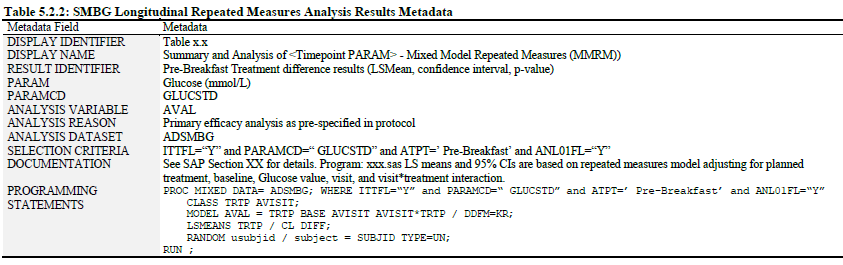 Table 5.2.2: SMBG Longitudinal Repeated Measures Analysis Results Metadata
Metadata Field Metadata
DISPLAY IDENTIFIER Table x.x
DISPLAY NAME Summary and Analysis of <Timepoint PARAM> - Mixed Model Repeated Measures (MMRM))
RESULT IDENTIFIER Pre-Breakfast Treatment difference results (LSMean, confidence interval, p-value)
PARAM Glucose (mmol/L)
PARAMCD GLUCSTD
ANALYSIS VARIABLE AVAL
ANALYSIS REASON Primary efficacy analysis as pre-specified in protocol
ANALYSIS DATASET ADSMBG
SELECTION CRITERIA ITTFL=“Y” and PARAMCD=“ GLUCSTD” and ATPT=’ Pre-Breakfast’ and ANL01FL=“Y”
DOCUMENTATION See SAP Section XX for details. Program: xxx.sas LS means and 95% CIs are based on repeated measures model adjusting for planned
treatment, baseline, Glucose value, visit, and visit*treatment interaction.
PROGRAMMING PROC MIXED DATA= ADSMBG; WHERE ITTFL=“Y” and PARAMCD=“ GLUCSTD” and ATPT=’ Pre-Breakfast’ and ANL01FL=“Y”
STATEMENTS CLASS TRTP AVISIT;
MODEL AVAL = TRTP BASE AVISIT AVISIT*TRTP / DDFM=KR;
LSMEANS TRTP / CL DIFF;
RANDOM usubjid / subject = SUBJID TYPE=UN;
RUN ;